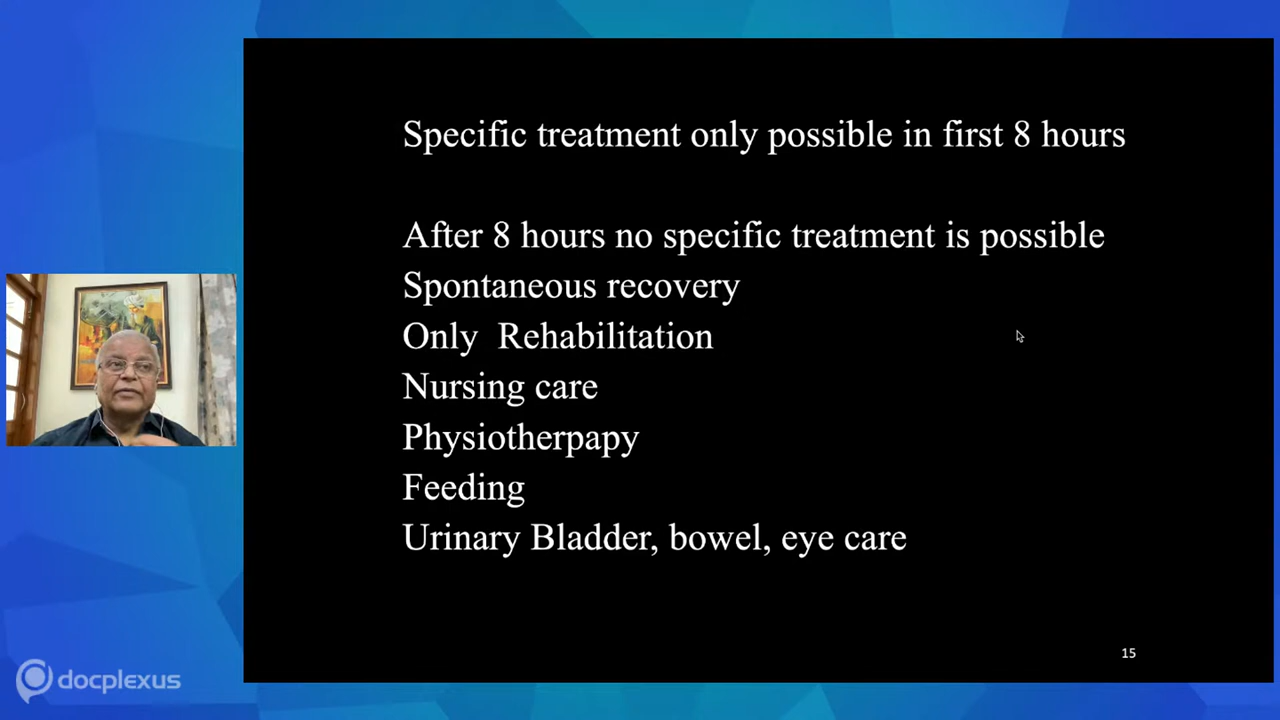 Specific treatment only possible in first 8 hours
After 8 hours no specific treatment is possible
Spontaneous recovery
Only Rehabilitation
Nursing care
Physiotherpapy
Feeding
Urinary Bladder, bowel, eye care
15
docplexus